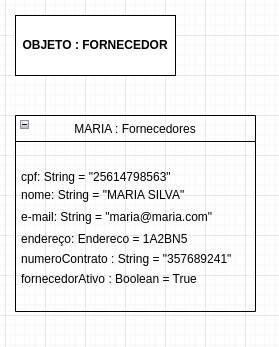 OBJETO : FORNECEDOR
MARIA : Fornecedores
cpf: String = "25614798563"
nome: String = "MARIA SILVA"
e-mail: String = "maria@maria.com"
endereço: Endereco = 1A2BN5
numeroContrato : String = "357689241"
fornecedorAtivo : Boolean = True